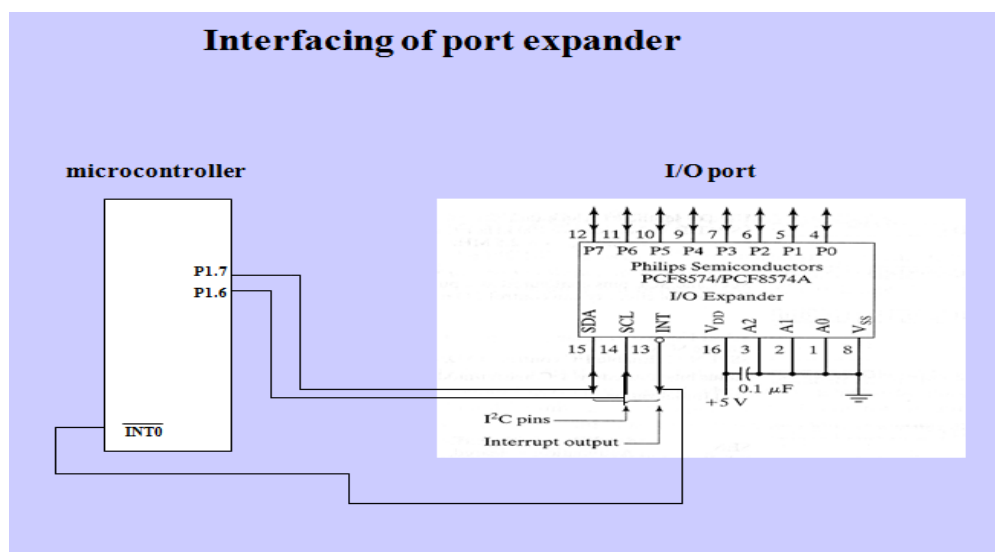 Interfacing of port expander
microcontroller
I/O port
P1.7
P1.6
INT0
12 11 10 9 7 6 5 4
P7 P6 P5 P4 P3 P2 P1 P0
Philips Semiconductors
PCF8574/PCF8574A
I/O Expander
SDA SCL INT VDD A2 A1 A0 VSS
15 14 13 16 3 2 1 8
0.1 μF
+5 V
I²C pins
Interrupt output